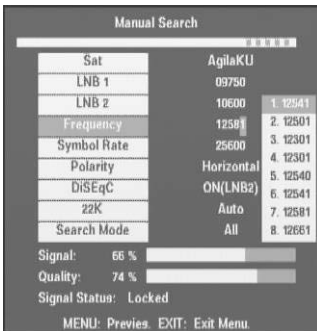 Manual Search
Sat AgilaKU
LNB 1 09750
LNB 2 10600
Frequency 12581
Symbol Rate 25600
Polarity Horizontal
DiSEqC ON(LNB2)
22K Auto
Search Mode All
1. 12541
2. 12501
3. 12301
4. 12301
5. 12540
6. 12541
7. 12581
8. 12661
Signal: 66 %
Quality: 74 %
Signal Status: Locked
MENU: Previes. EXIT: Exit Menu.